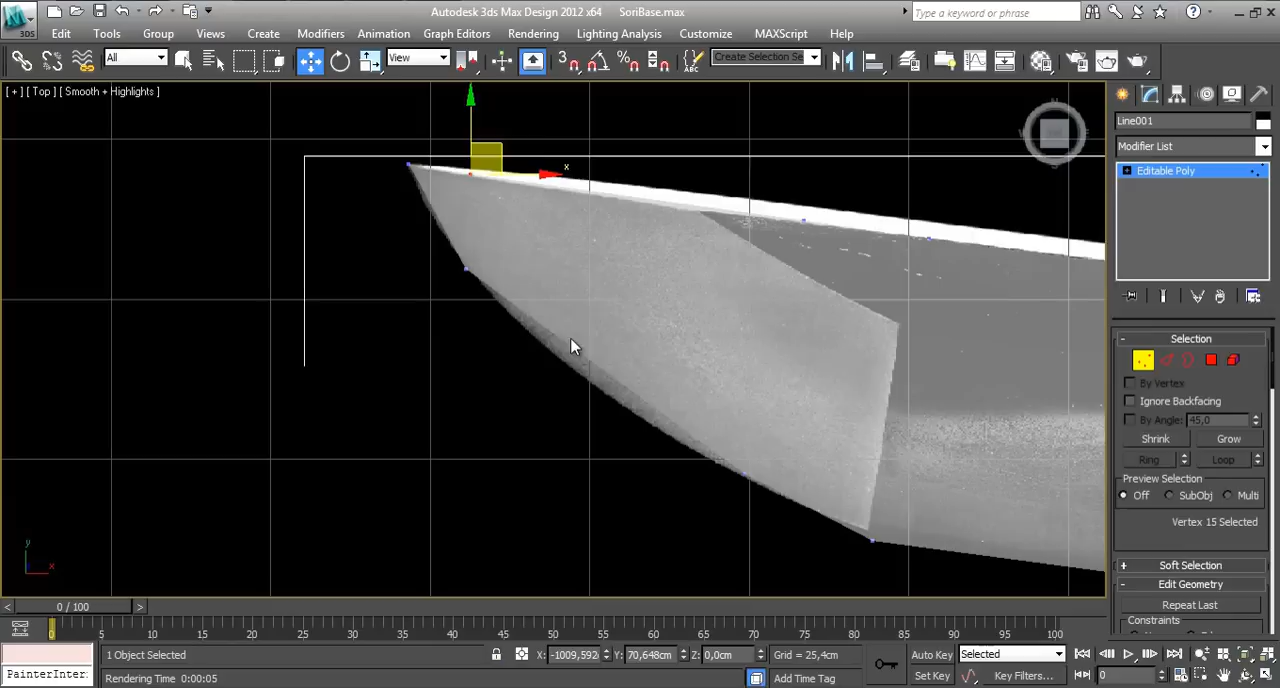 Autodesk 3ds Max Design 2012 x64 SoriBase.max
Type a keyword or phrase
3DS
Edit Tools Group Views Create Modifiers Animation Graph Editors Rendering Lighting Analysis Customize MAXScript Help
All View 3 Create Selection Se
[ + ] [ Top ] [ Smooth + Highlights ]
x
Line001
Modifier List
Editable Poly
Selection
By Vertex
Ignore Backfacing
By Angle: 45,0
Shrink Grow
Ring Loop
Preview Selection
Off SubObj Multi
Vertex 15 Selected
Soft Selection
Edit Geometry
Repeat Last
Constraints
y
x
< 0 / 100 >
0 5 10 15 20 25 30 35 40 45 50 55 60 65 70 75 80 85 90 95 100
1 Object Selected X: -1009,592 Y: 70,648cm Z: 0,0cm Grid = 25,4cm Auto Key Selected
PainterInter: Rendering Time 0:00:05 Add Time Tag Set Key Key Filters... 0